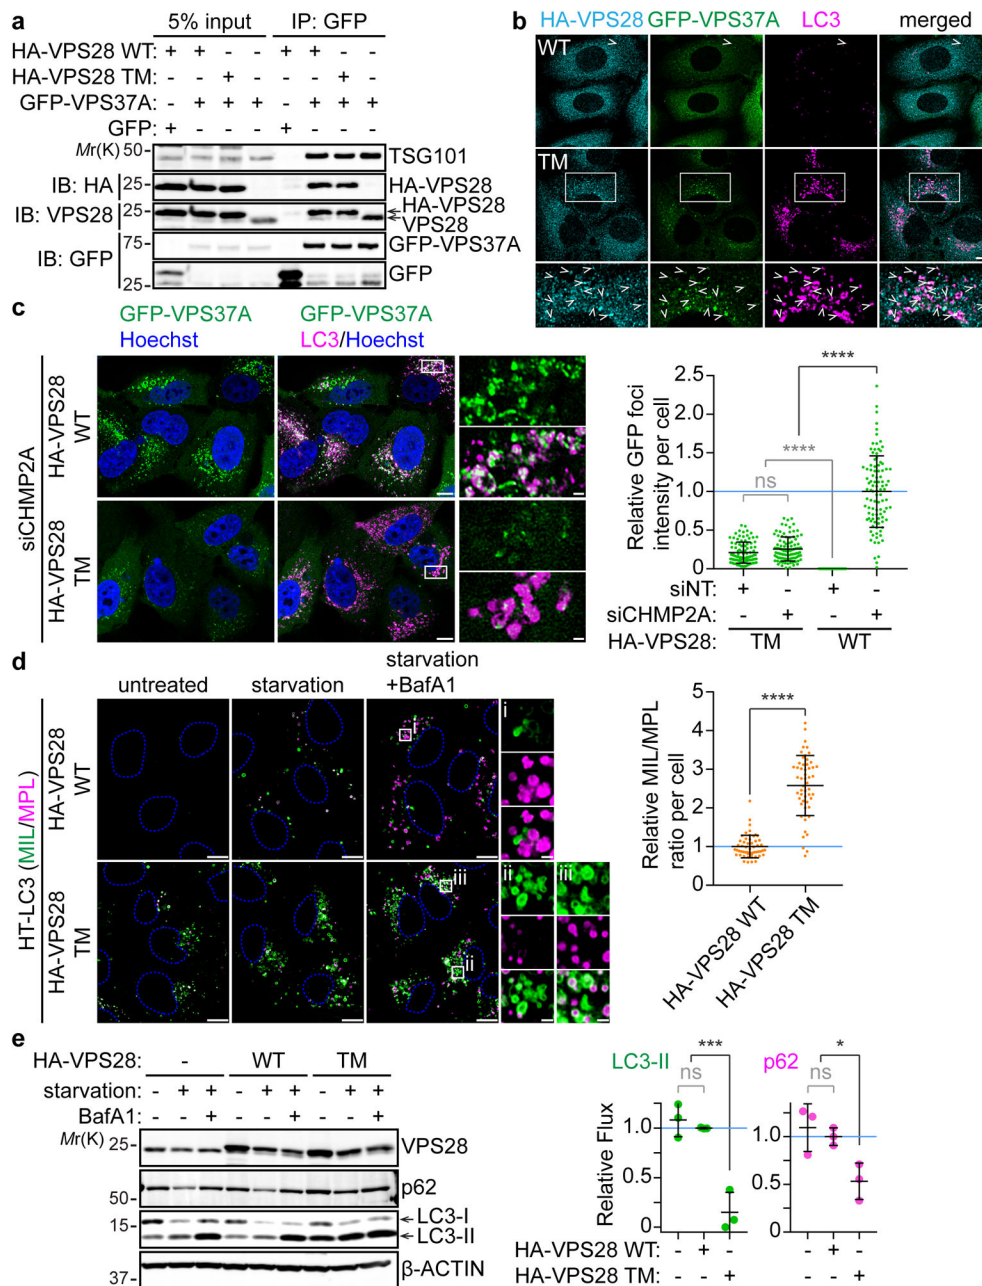 a
5% input IP: GFP
HA-VPS28 WT: + + - - + + - -
HA-VPS28 TM: - - + - - - + -
GFP-VPS37A: - + + + - + + +
GFP: + - - - + - - -
Mr(K) 50 TSG101
IB: HA 25 HA-VPS28
IB: VPS28 25 HA-VPS28
VPS28
IB: GFP 75 GFP-VPS37A
25 GFP
b
HA-VPS28 GFP-VPS37A LC3 merged
WT
TM
c
GFP-VPS37A GFP-VPS37A
Hoechst LC3/Hoechst
siCHMP2A
HA-VPS28 WT
HA-VPS28 TM
Relative GFP foci intensity per cell
2.5
2.0
1.5
1.0
0.5
0
ns
****
****
siNT: + - + -
siCHMP2A: - + - +
HA-VPS28: TM WT
d
untreated starvation starvation +BafA1
HT-LC3 (MIL/MPL)
HA-VPS28 WT
HA-VPS28 TM
i
i
iii
ii
ii
iii
Relative MIL/MPL ratio per cell
5
4
3
2
1
0
****
HA-VPS28 WT
HA-VPS28 TM
e
HA-VPS28: - WT TM
starvation: - + + - + + - + +
BafA1: - - + - - + - - +
Mr(K) 25 VPS28
50 p62
15 LC3-I
LC3-II
37 β-ACTIN
LC3-II p62
Relative Flux
ns
***
1.0
0.5
0
ns
*
1.0
0.5
0
HA-VPS28 WT: - + - - + -
HA-VPS28 TM: - - + - - +